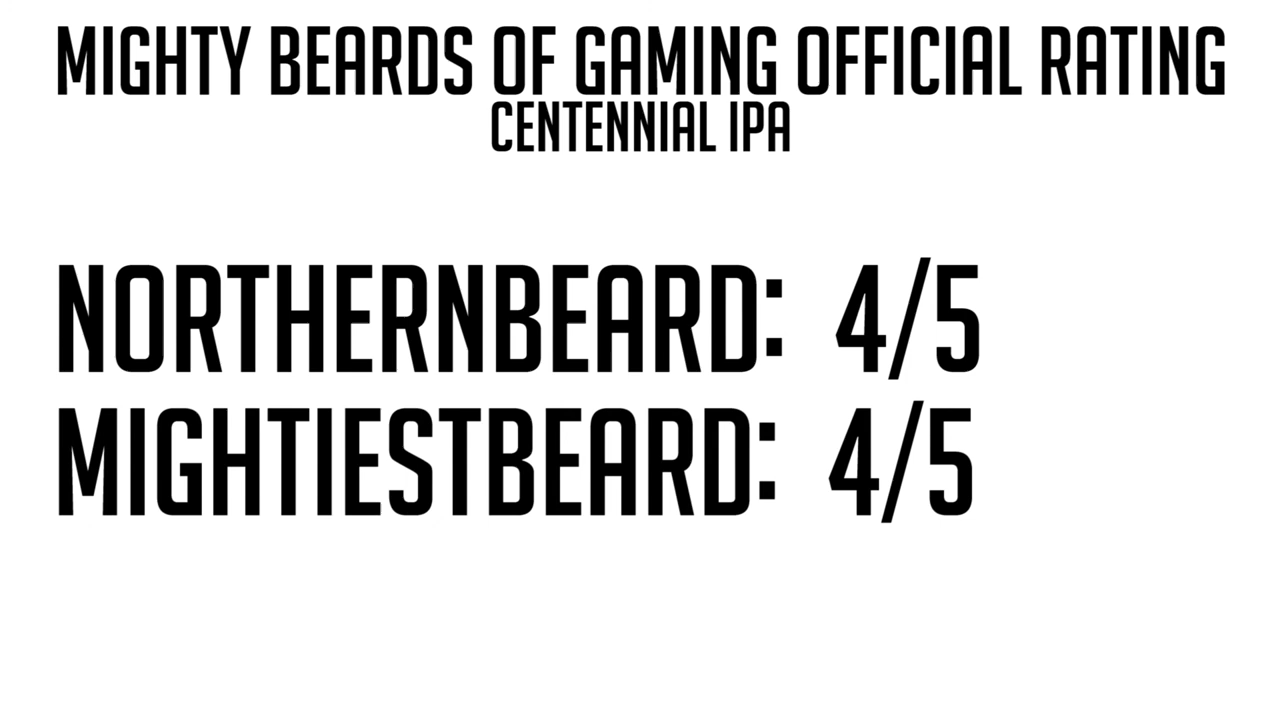 MIGHTY BEARDS OF GAMING OFFICIAL RATING
CENTENNIAL IPA
NORTHERNBEARD: 4/5
MIGHTIESTBEARD: 4/5